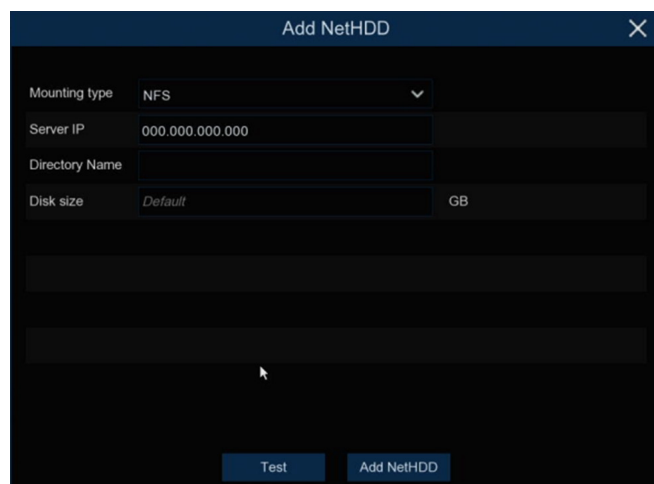 Add NetHDD
Mounting type NFS
Server IP 000.000.000.000
Directory Name
Disk size Default GB
Test Add NetHDD